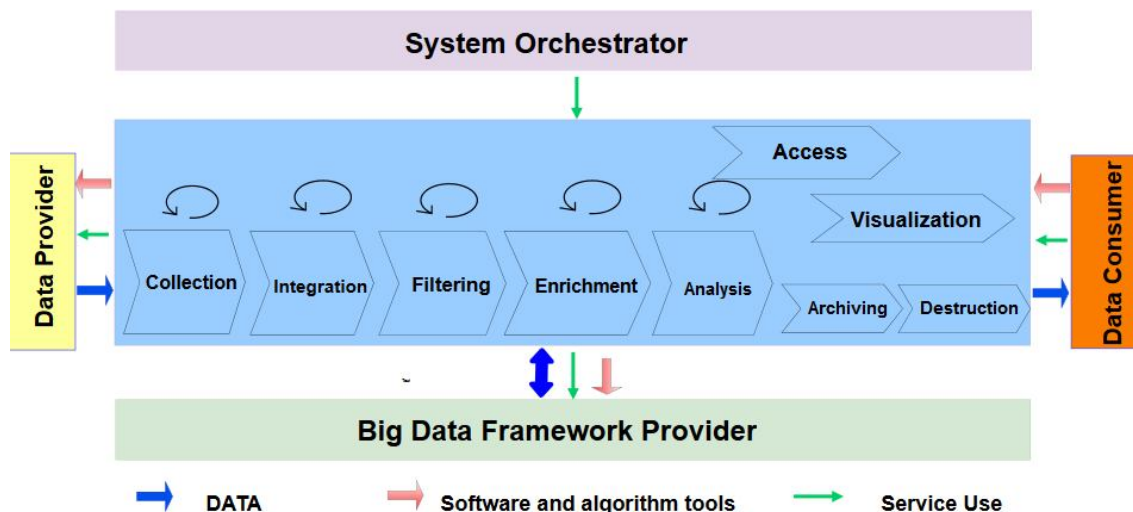 System Orchestrator
Data Provider
Access
Visualization
Collection
Integration
Filtering
Enrichment
Analysis
Archiving
Destruction
Data Consumer
Big Data Framework Provider
DATA
Software and algorithm tools
Service Use